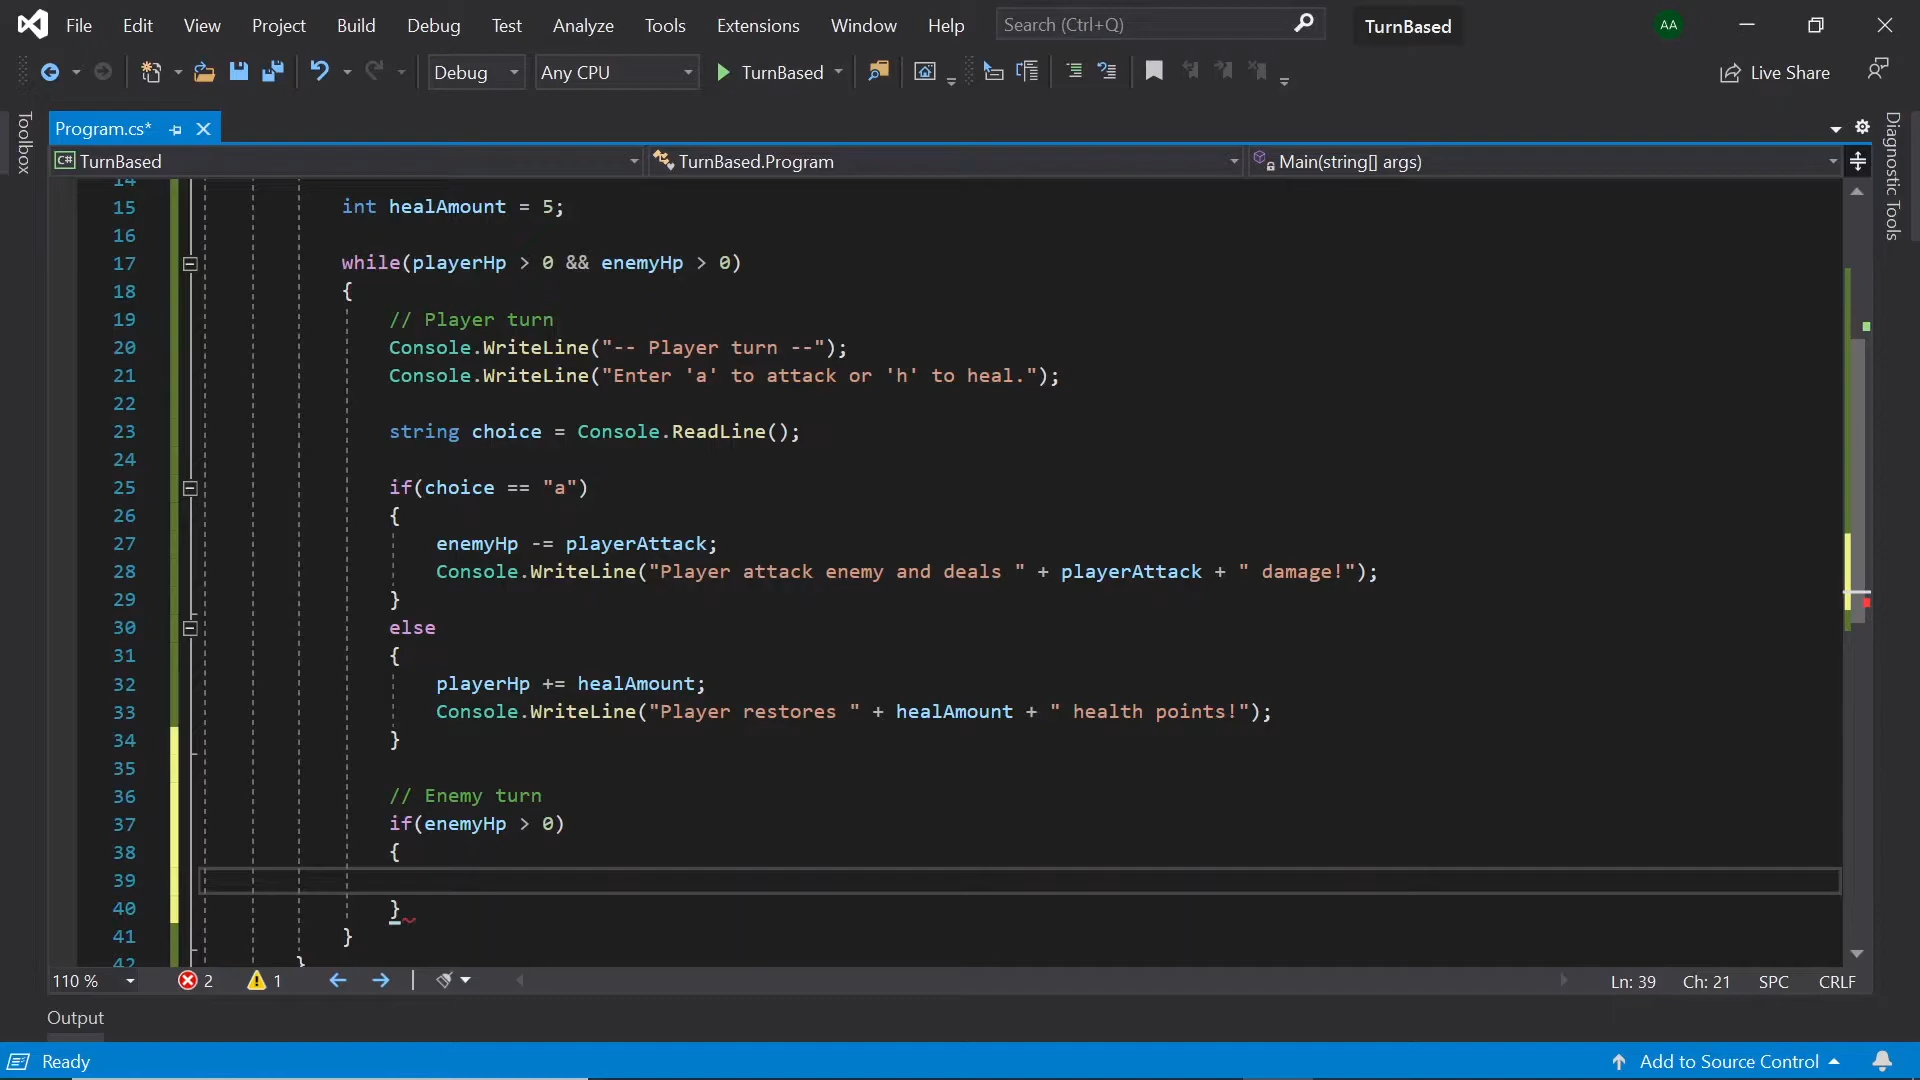 File Edit View Project Build Debug Test Analyze Tools Extensions Window Help Search (Ctrl+Q) TurnBased AA
Debug Any CPU TurnBased Live Share
Toolbox
Program.cs*
Diagnostic Tools
C# TurnBased TurnBased.Program Main(string[] args)
14
15 int healAmount = 5;
16
17 while(playerHp > 0 && enemyHp > 0)
18 {
19 // Player turn
20 Console.WriteLine("-- Player turn --");
21 Console.WriteLine("Enter 'a' to attack or 'h' to heal.");
22
23 string choice = Console.ReadLine();
24
25 if(choice == "a")
26 {
27 enemyHp -= playerAttack;
28 Console.WriteLine("Player attack enemy and deals " + playerAttack + " damage!");
29 }
30 else
31 {
32 playerHp += healAmount;
33 Console.WriteLine("Player restores " + healAmount + " health points!");
34 }
35
36 // Enemy turn
37 if(enemyHp > 0)
38 {
39
40 }
41 }
42 }
110 % 2 1 Ln: 39 Ch: 21 SPC CRLF
Output
Ready Add to Source Control